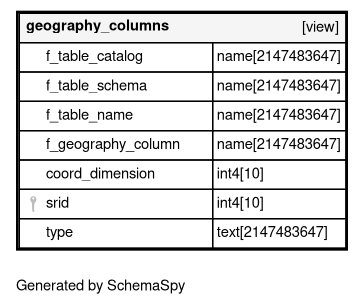 geography_columns [view]
f_table_catalog name[2147483647]
f_table_schema name[2147483647]
f_table_name name[2147483647]
f_geography_column name[2147483647]
coord_dimension int4[10]
srid int4[10]
type text[2147483647]
Generated by SchemaSpy